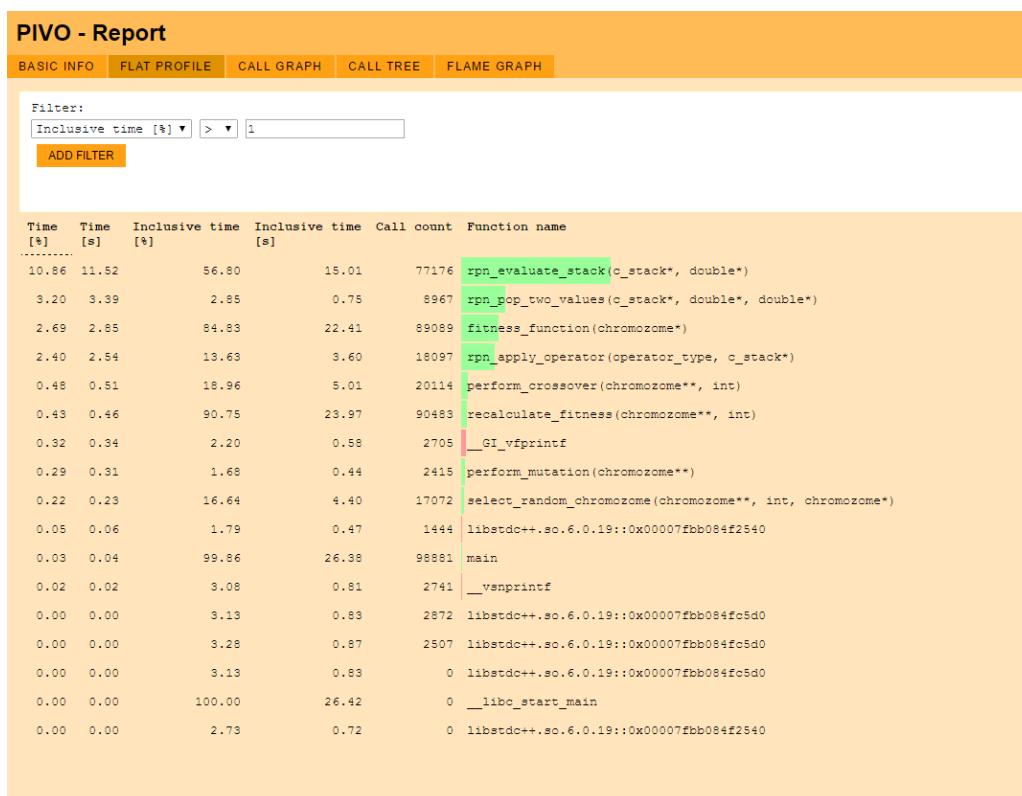 PIVO - Report
BASIC INFO FLAT PROFILE CALL GRAPH CALL TREE FLAME GRAPH
Filter:
Inclusive time [%] ▼ > ▼ 1
ADD FILTER
Time [%] Time [s] Inclusive time [%] Inclusive time [s] Call count Function name
10.86 11.52 56.80 15.01 77176 rpn_evaluate_stack(c_stack*, double*)
3.20 3.39 2.85 0.75 8967 rpn_pop_two_values(c_stack*, double*, double*)
2.69 2.85 84.83 22.41 89089 fitness_function(chromozome*)
2.40 2.54 13.63 3.60 18097 rpn_apply_operator(operator_type, c_stack*)
0.48 0.51 18.96 5.01 20114 perform_crossover(chromozome**, int)
0.43 0.46 90.75 23.97 90483 recalculate_fitness(chromozome**, int)
0.32 0.34 2.20 0.58 2705 __GI_vfprintf
0.29 0.31 1.68 0.44 2415 perform_mutation(chromozome**)
0.22 0.23 16.64 4.40 17072 select_random_chromozome(chromozome**, int, chromozome*)
0.05 0.06 1.79 0.47 1444 libstdc++.so.6.0.19::0x00007fbb084f2540
0.03 0.04 99.86 26.38 98881 main
0.02 0.02 3.08 0.81 2741 __vsnprintf
0.00 0.00 3.13 0.83 2872 libstdc++.so.6.0.19::0x00007fbb084fc5d0
0.00 0.00 3.28 0.87 2507 libstdc++.so.6.0.19::0x00007fbb084fc5d0
0.00 0.00 3.13 0.83 0 libstdc++.so.6.0.19::0x00007fbb084fc5d0
0.00 0.00 100.00 26.42 0 __libc_start_main
0.00 0.00 2.73 0.72 0 libstdc++.so.6.0.19::0x00007fbb084f2540